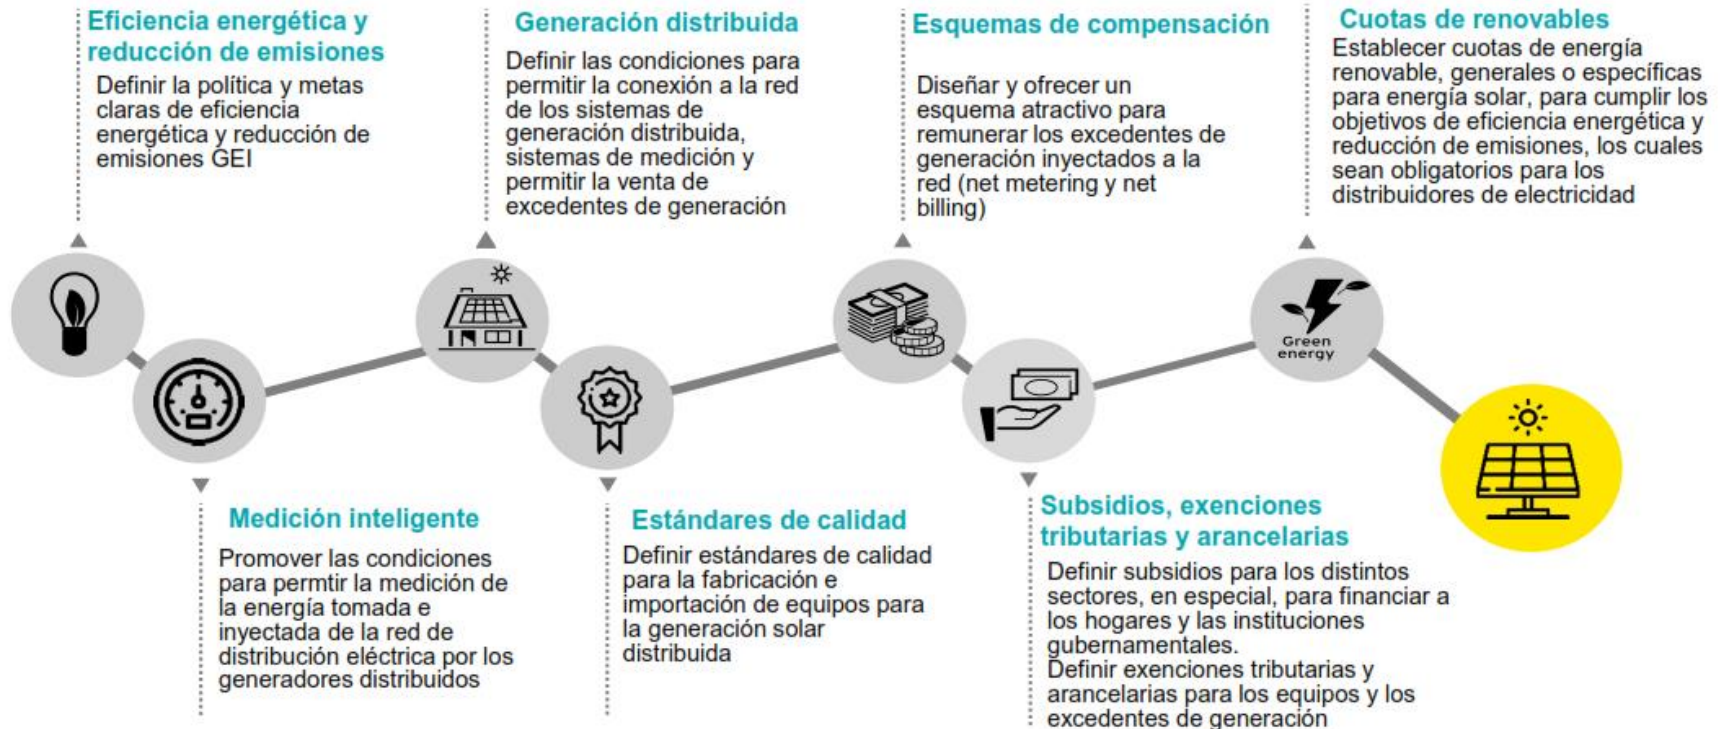 Eficiencia energética y
reducción de emisiones
Definir la política y metas
claras de eficiencia
energética y reducción de
emisiones GEI
Generación distribuida
Definir las condiciones para
permitir la conexión a la red
de los sistemas de
generación distribuida,
sistemas de medición y
permitir la venta de
excedentes de generación
Esquemas de compensación
Diseñar y ofrecer un
esquema atractivo para
remunerar los excedentes de
generación inyectados a la
red (net metering y net
billing)
Cuotas de renovables
Establecer cuotas de energía
renovable, generales o específicas
para energía solar, para cumplir los
objetivos de eficiencia energética y
reducción de emisiones, los cuales
sean obligatorios para los
distribuidores de electricidad
Green
energy
Medición inteligente
Promover las condiciones
para permtir la medición de
la energía tomada e
inyectada de la red de
distribución eléctrica por los
generadores distribuidos
Estándares de calidad
Definir estándares de calidad
para la fabricación e
importación de equipos para
la generación solar
distribuida
Subsidios, exenciones
tributarias y arancelarias
Definir subsidios para los distintos
sectores, en especial, para financiar a
los hogares y las instituciones
gubernamentales.
Definir exenciones tributarias y
arancelarias para los equipos y los
excedentes de generación